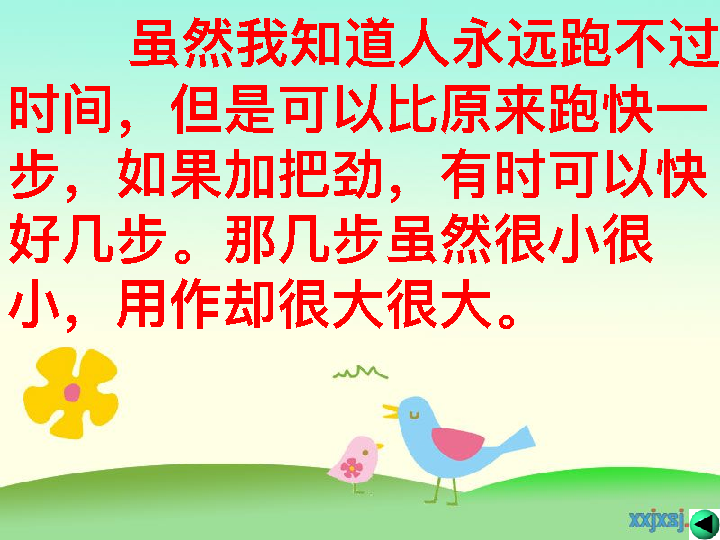 虽然我知道人永远跑不过
时间，但是可以比原来跑快一
步，如果加把劲，有时可以快
好几步。那几步虽然很小很
小，用作却很大很大。
xxjxsj.